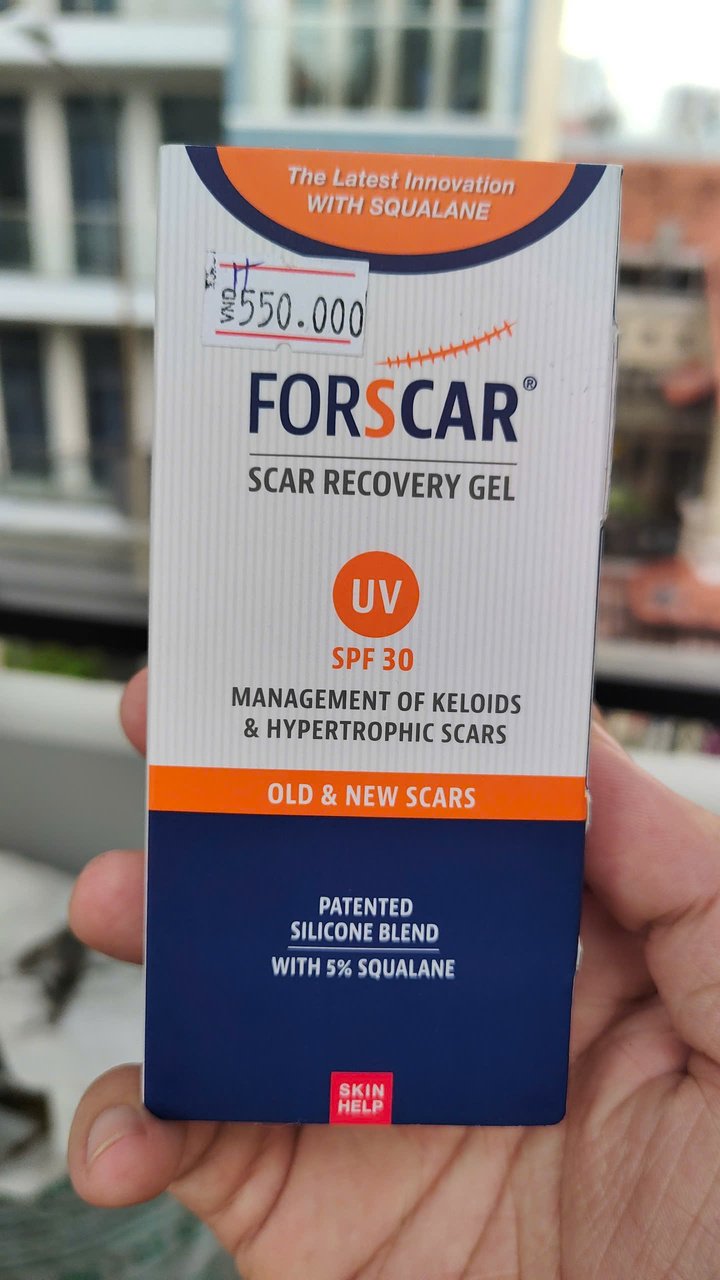 The Latest Innovation
WITH SQUALANE
VND
550.000
FORSCAR®
SCAR RECOVERY GEL
UV
SPF 30
MANAGEMENT OF KELOIDS
& HYPERTROPHIC SCARS
OLD & NEW SCARS
PATENTED
SILICONE BLEND
WITH 5% SQUALANE
SKIN
HELP